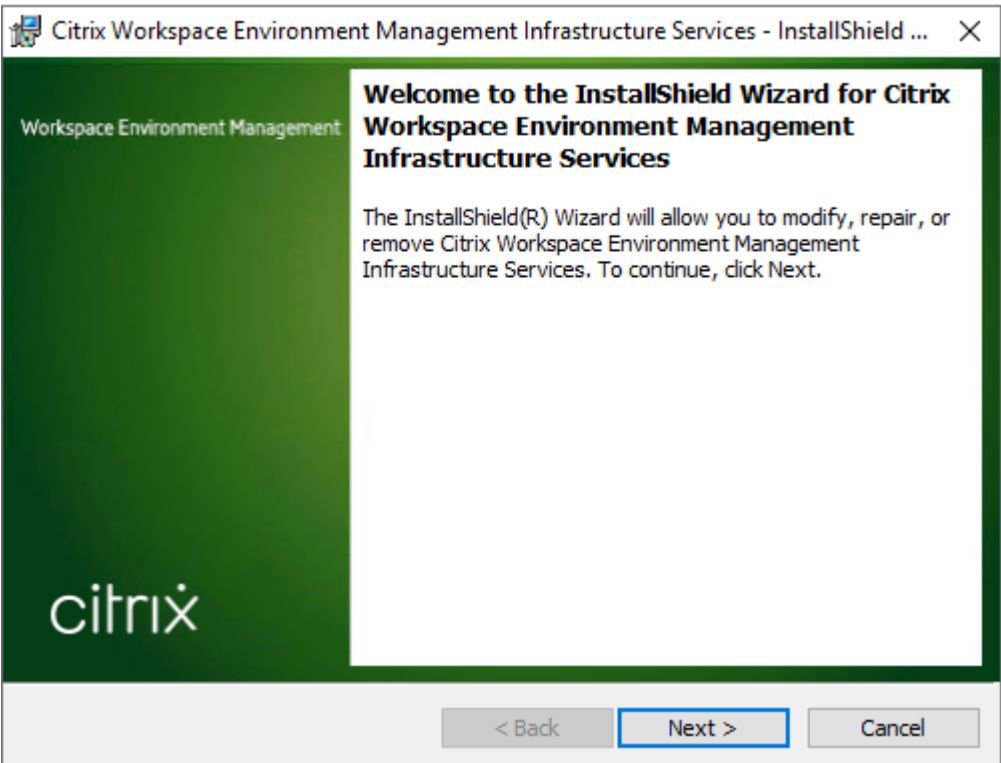 Citrix Workspace Environment Management Infrastructure Services - InstallShield ...
Workspace Environment Management
Welcome to the InstallShield Wizard for Citrix
Workspace Environment Management
Infrastructure Services
The InstallShield(R) Wizard will allow you to modify, repair, or
remove Citrix Workspace Environment Management
Infrastructure Services. To continue, click Next.
citrix
< Back
Next >
Cancel